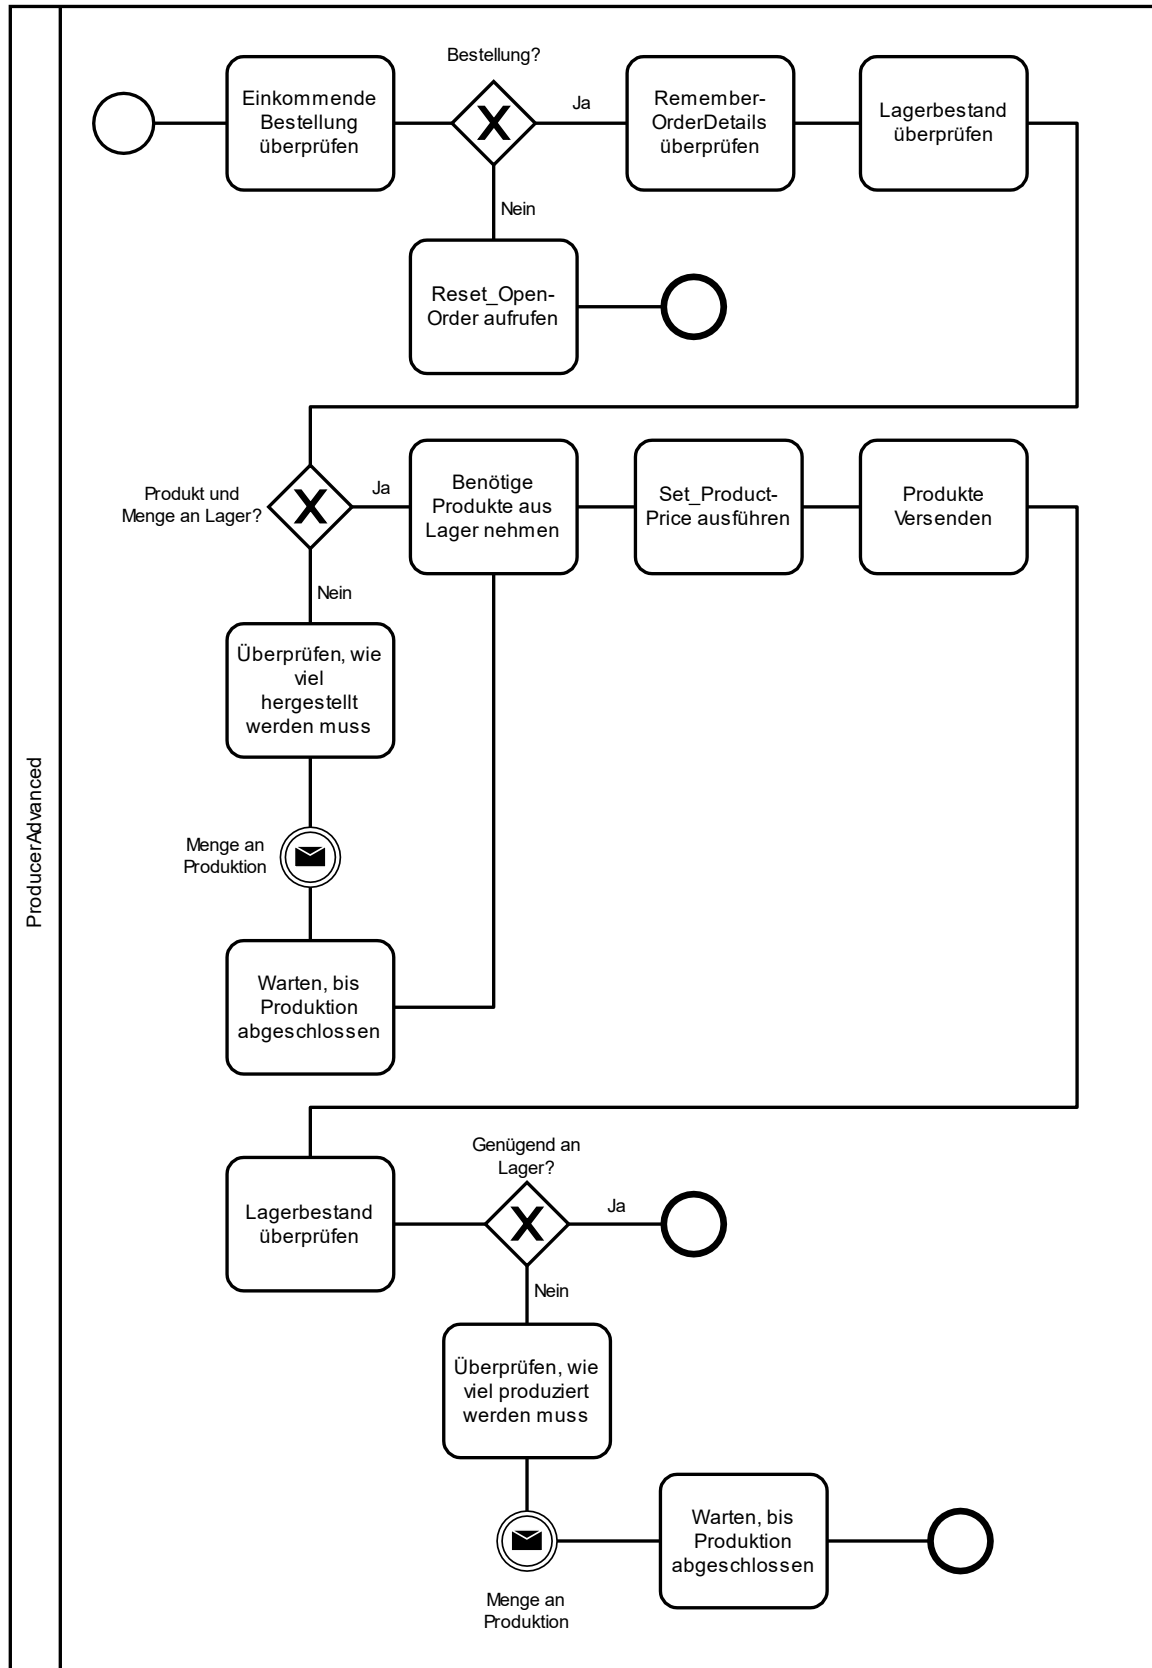 Bestellung?
Einkommende
Bestellung
überprüfen
Ja
Remember-
OrderDetails
überprüfen
Lagerbestand
überprüfen
Nein
Reset_Open-
Order aufrufen
Produkt und
Menge an Lager?
Ja
Benötige
Produkte aus
Lager nehmen
Set_Product-
Price ausführen
Produkte
Versenden
Nein
Überprüfen, wie
viel
hergestellt
werden muss
ProducerAdvanced
Menge an
Produktion
Warten, bis
Produktion
abgeschlossen
Genügend an
Lager?
Lagerbestand
überprüfen
Ja
Nein
Überprüfen, wie
viel produziert
werden muss
Menge an
Produktion
Warten, bis
Produktion
abgeschlossen